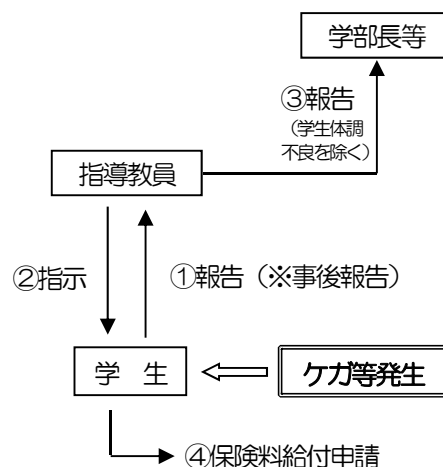 学部長等
③報告
(学生体調
不良を除く)
指導教員
②指示
①報告（※事後報告）
学　生
ケガ等発生
④保険料給付申請